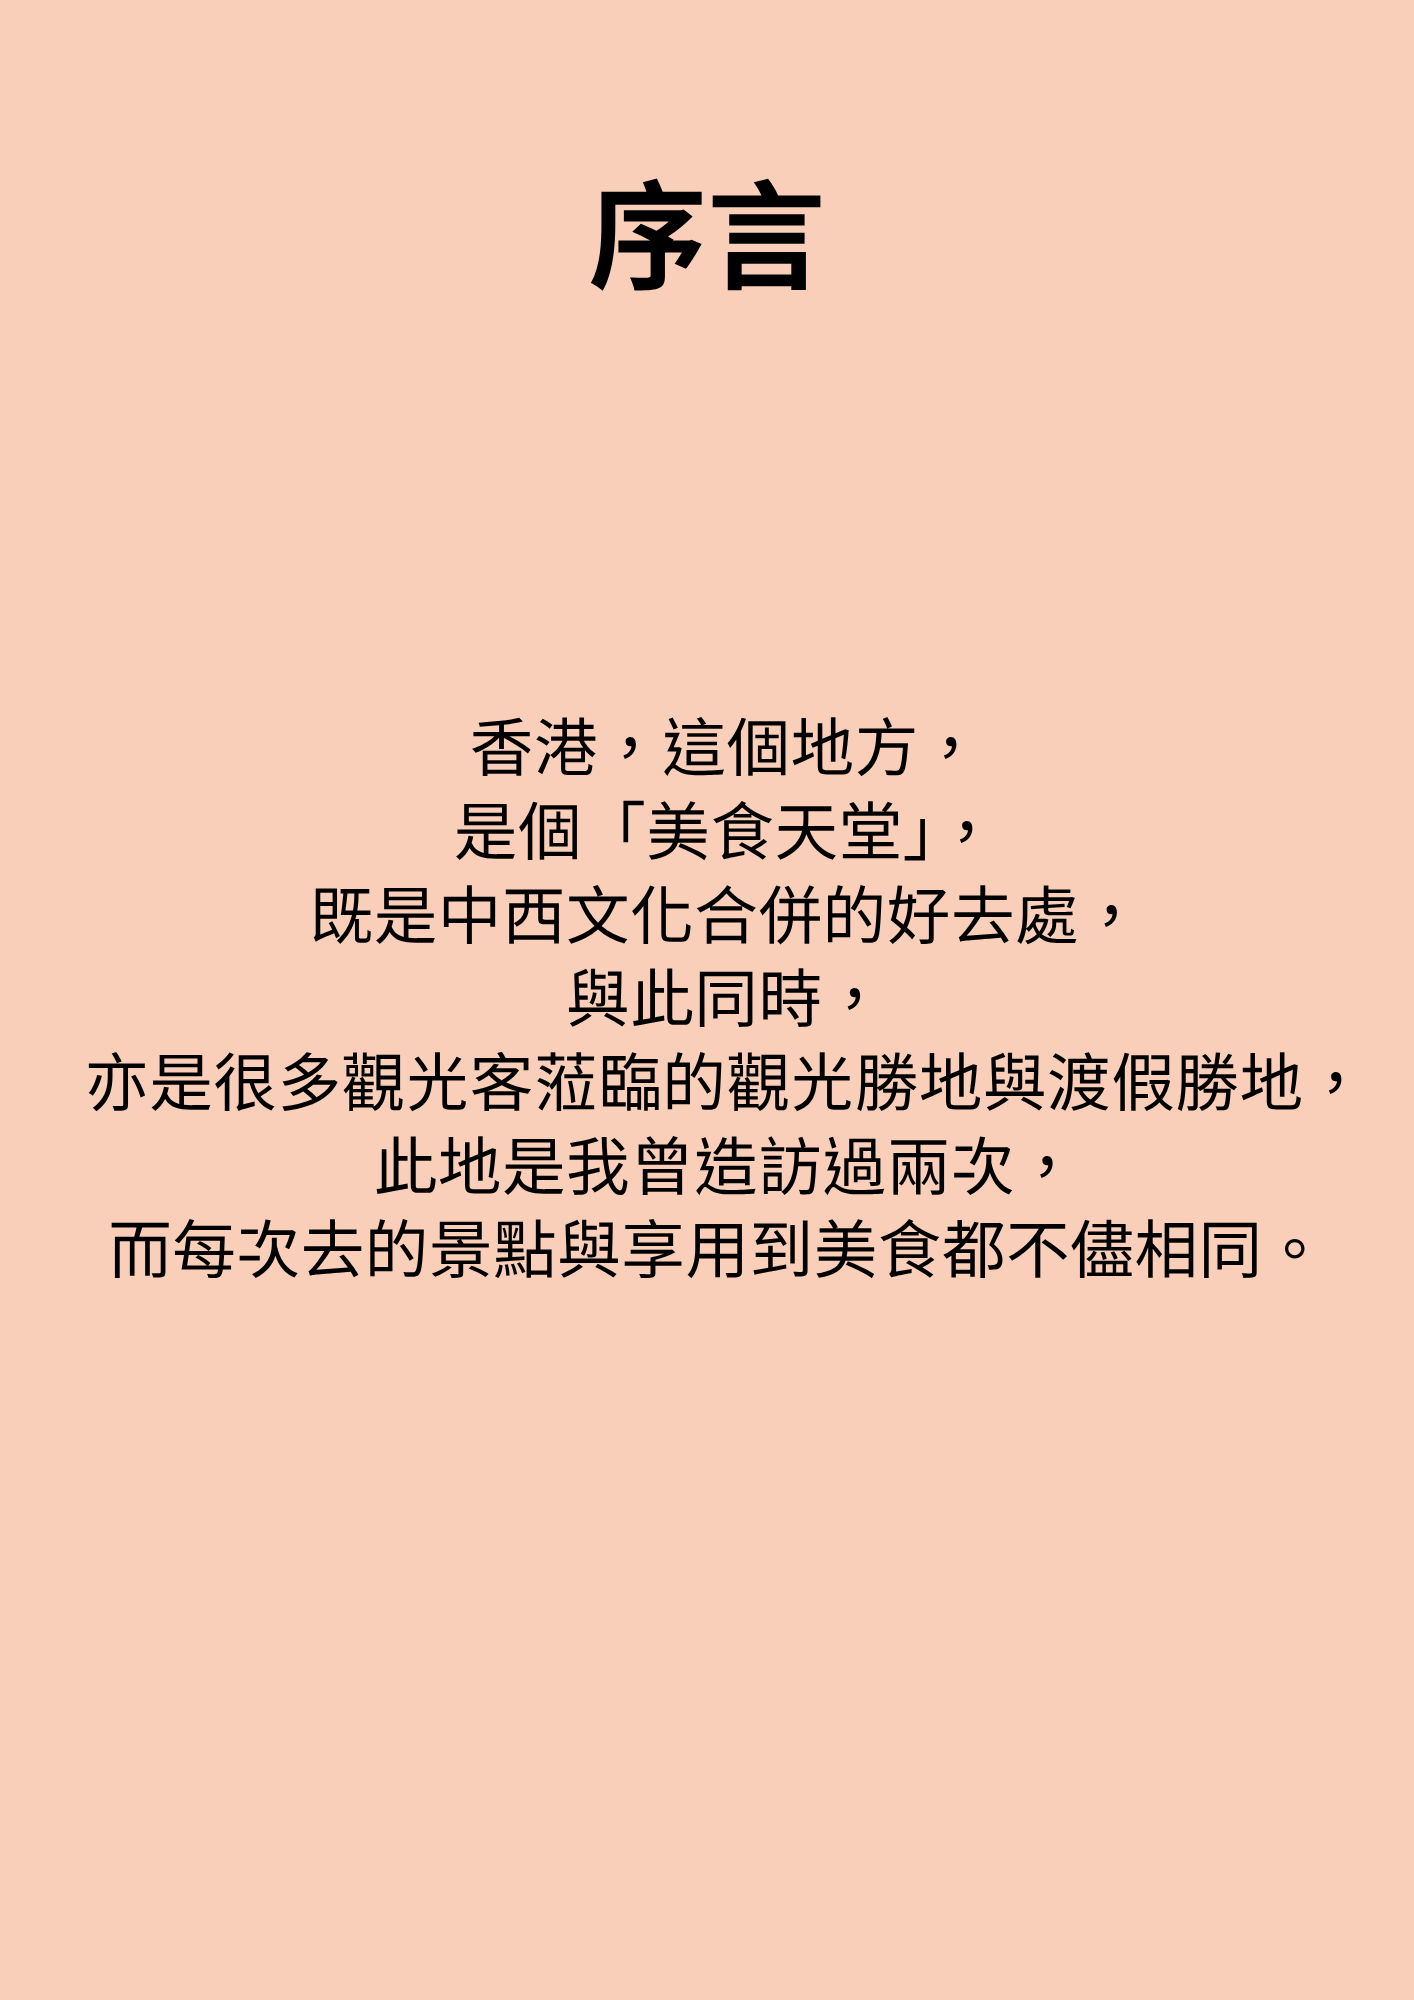 序言
香港，這個地方，
是個「美食天堂」，
既是中西文化合併的好去處，
與此同時，
亦是很多觀光客蒞臨的觀光勝地與渡假勝地，
此地是我曾造訪過兩次，
而每次去的景點與享用到美食都不儘相同。